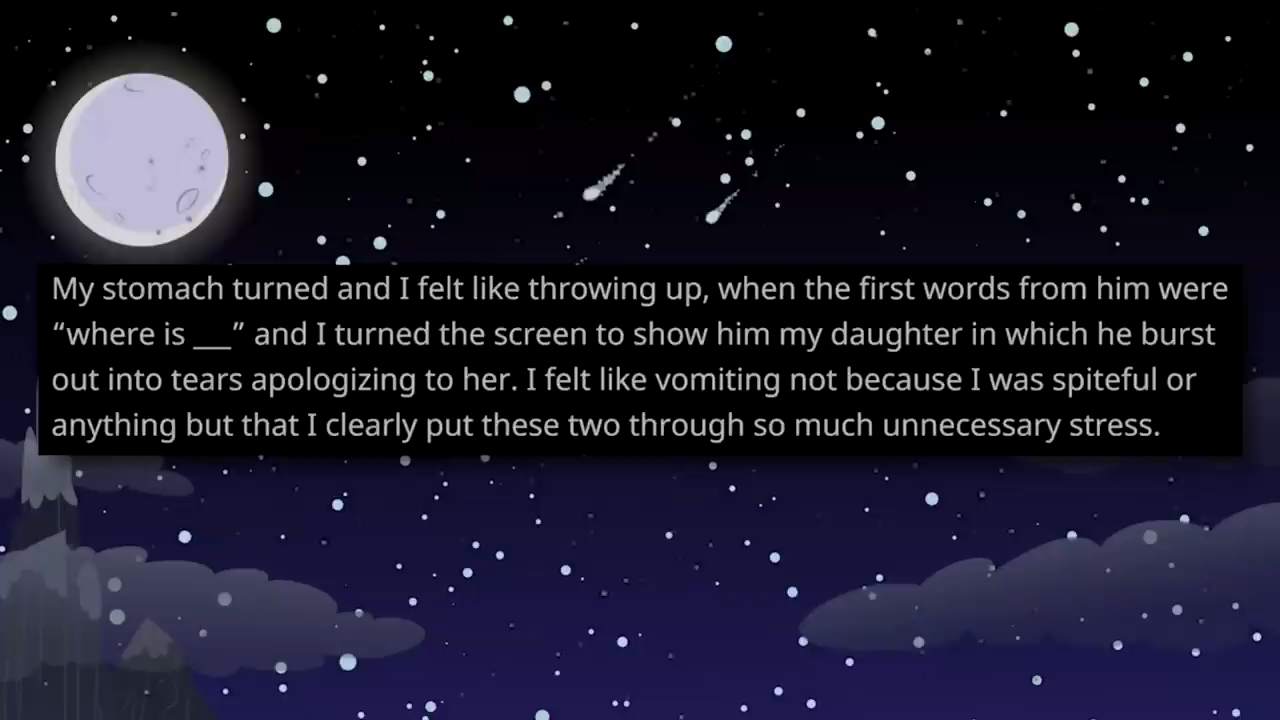 My stomach turned and I felt like throwing up, when the first words from him were
“where is ___” and I turned the screen to show him my daughter in which he burst
out into tears apologizing to her. I felt like vomiting not because I was spiteful or
anything but that I clearly put these two through so much unnecessary stress.